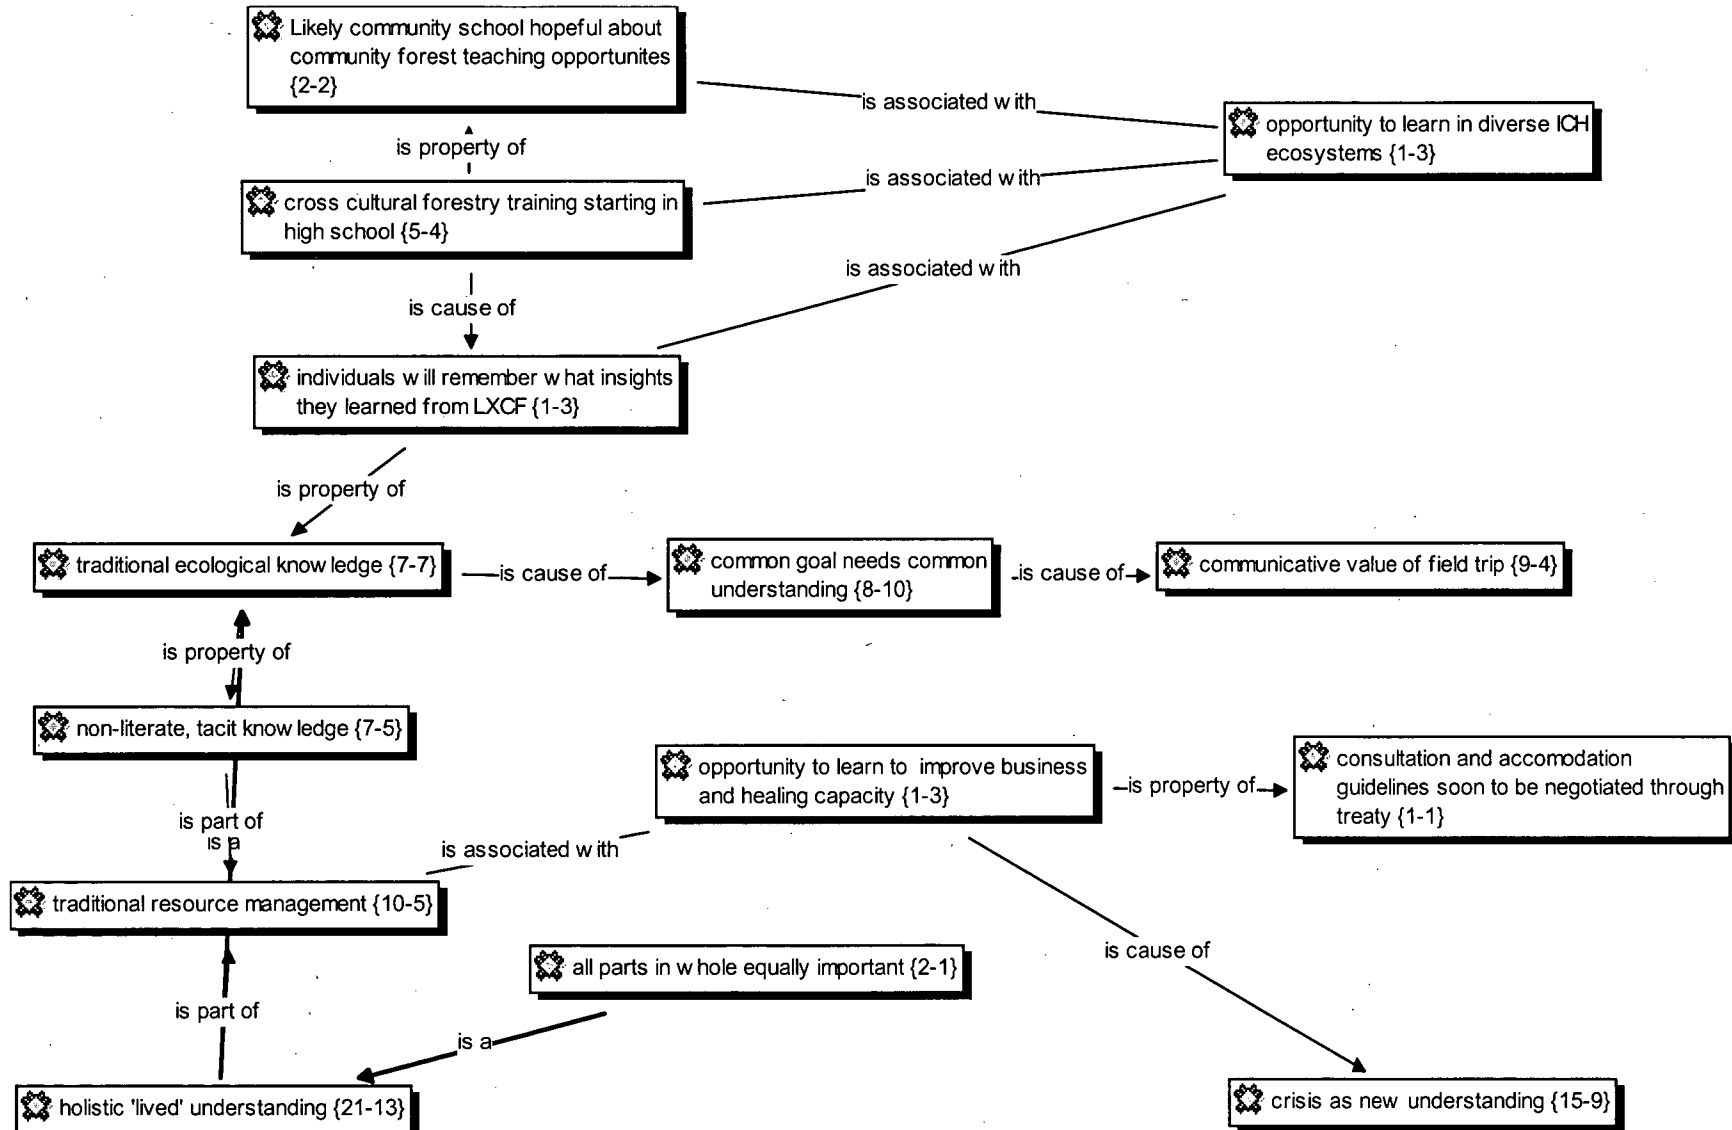 Likely community school hopeful about
community forest teaching opportunites
{2-2}
is associated with
opportunity to learn in diverse ICH
ecosystems {1-3}
is property of
is associated with
cross cultural forestry training starting in
high school {5-4}
is associated with
is cause of
individuals will remember what insights
they learned from LXCF {1-3}
is property of
traditional ecological knowledge {7-7}
is cause of
common goal needs common
understanding {8-10}
is cause of
communicative value of field trip {9-4}
is property of
non-literate, tacit knowledge {7-5}
opportunity to learn to improve business
and healing capacity {1-3}
is property of
consultation and accomodation
guidelines soon to be negotiated through
treaty {1-1}
is part of
is a
is associated with
traditional resource management {10-5}
is cause of
all parts in whole equally important {2-1}
is part of
is a
holistic 'lived' understanding {21-13}
crisis as new understanding {15-9}